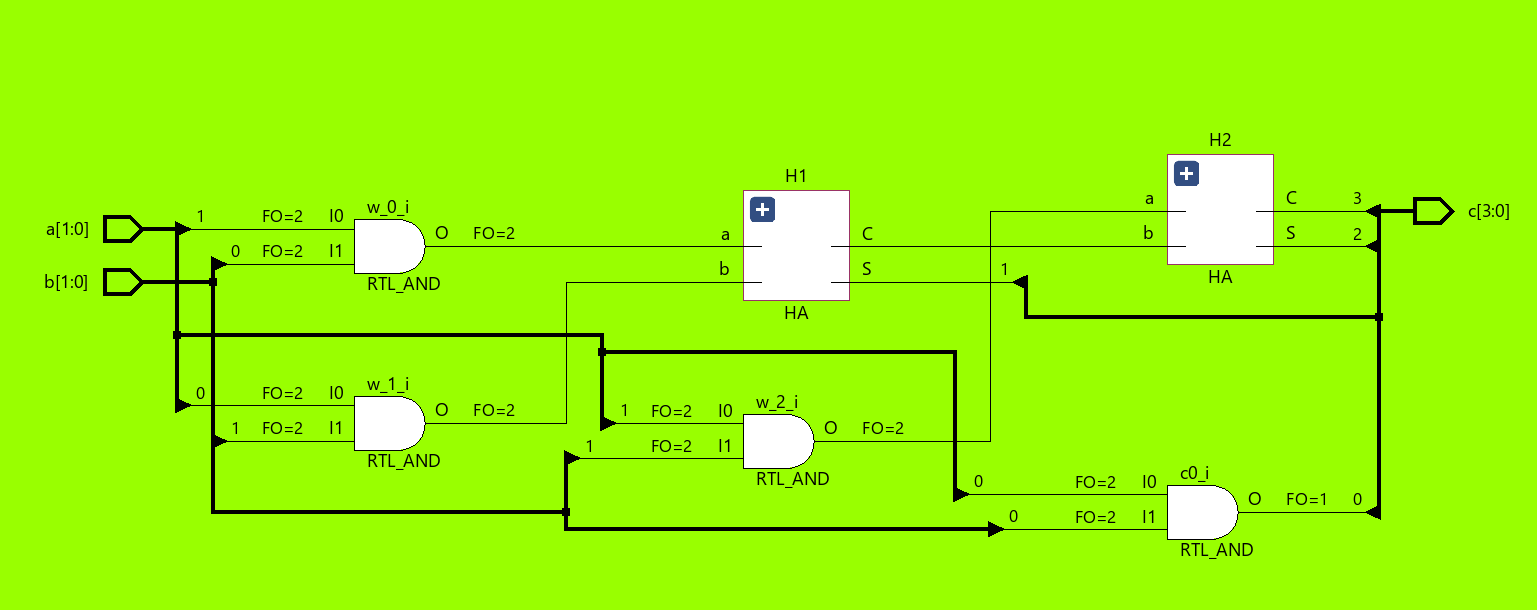 H2
H1
a C 3
w_0_i
1 FO=2 I0
a[1:0]
O FO=2
a C
b S 2
c[3:0]
0 FO=2 I1
b[1:0]
RTL_AND
b S 1
HA
HA
w_1_i
0 FO=2 I0
O FO=2
1 FO=2 I1
RTL_AND
w_2_i
1 FO=2 I0
O FO=2
1 FO=2 I1
RTL_AND
c0_i
0 FO=2 I0
O FO=1 0
0 FO=2 I1
RTL_AND